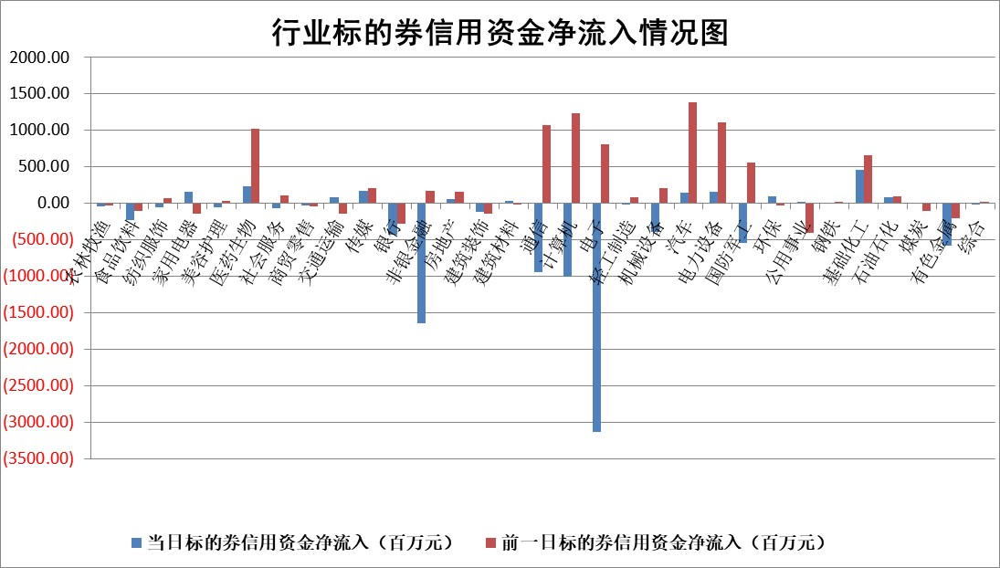 行业标的券信用资金净流入情况图
2000.00
1500.00
1000.00
500.00
0.00
(500.00)
(1000.00)
(1500.00)
(2000.00)
(2500.00)
(3000.00)
(3500.00)
农林牧渔
食品饮料
纺织服饰
家用电器
美容护理
医药生物
社会服务
商贸零售
交通运输
传媒
银行
非银金融
房地产
建筑装饰
建筑材料
通信
计算机
电子
轻工制造
机械设备
汽车
电力设备
国防军工
环保
公用事业
钢铁
基础化工
石油石化
煤炭
有色金属
综合
当日标的券信用资金净流入（百万元）
前一日标的券信用资金净流入（百万元）